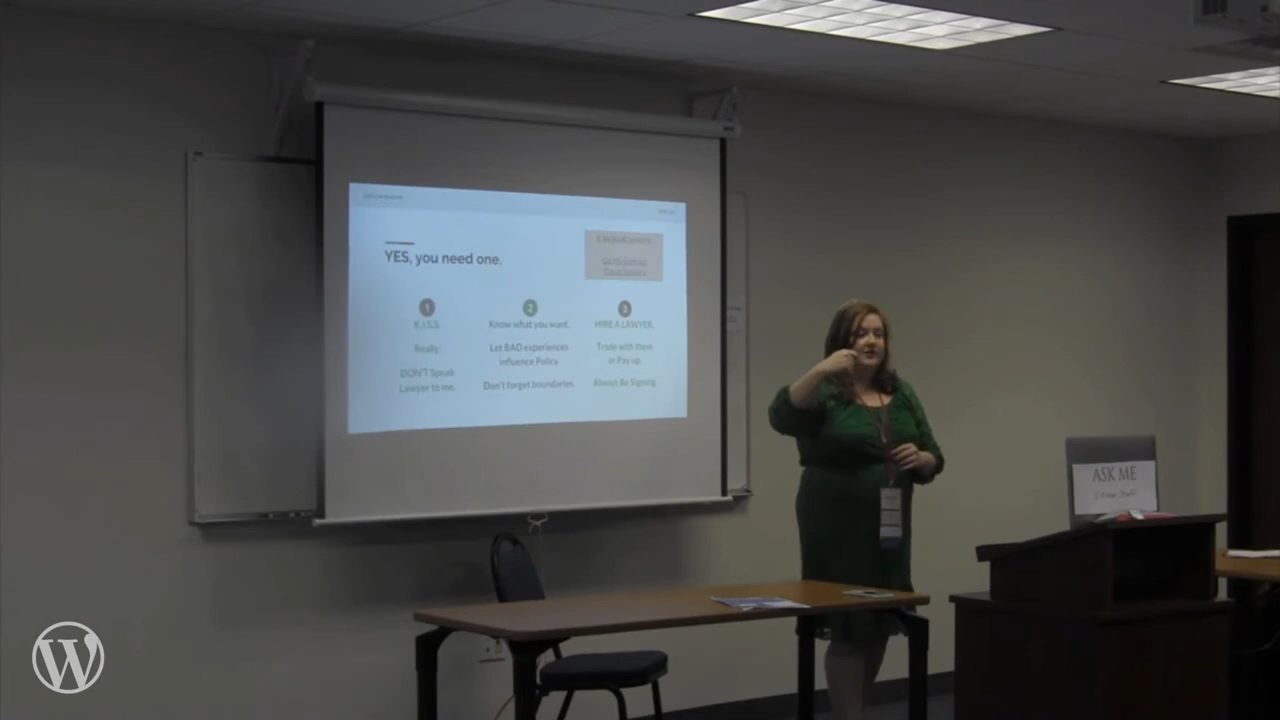 YES, you need one.
1
K.I.S.S.
Really.
DON'T Speak
Lawyer to me.
2
Know what you want.
Let BAD experiences
influence Policy.
Don't forget boundaries.
3
HIRE A LAWYER.
Trade with them
or Pay up.
Always Be Signing.
ASK ME
W